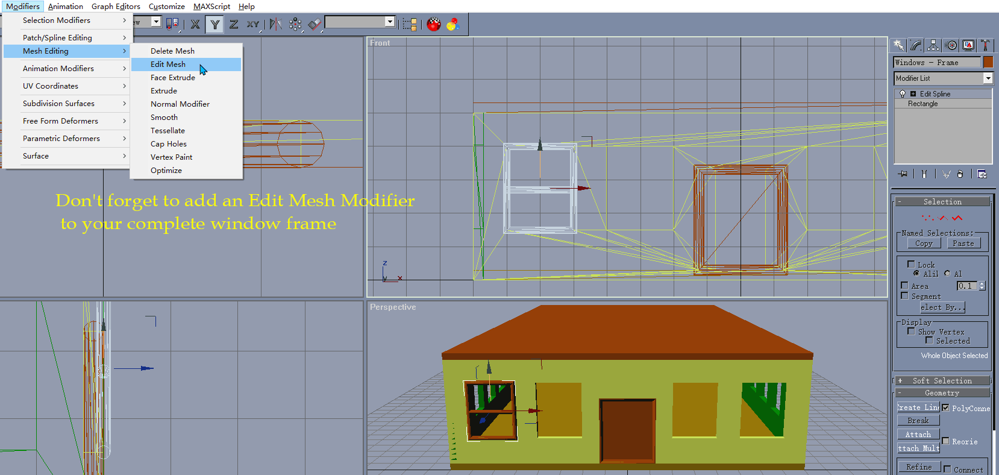 Modifiers Animation Graph Editors Customize MAXScript Help
Selection Modifiers
Patch/Spline Editing
Mesh Editing
Animation Modifiers
UV Coordinates
Subdivision Surfaces
Free Form Deformers
Parametric Deformers
Surface
Delete Mesh
Edit Mesh
Face Extrude
Extrude
Normal Modifier
Smooth
Tessellate
Cap Holes
Vertex Paint
Optimize
ew
X Y Z XY
Don't forget to add an Edit Mesh Modifier
to your complete window frame
Front
z
y x
Perspective
Windows - Frame
Modifier List
Edit Spline
Rectangle
- Selection
Named Selections:
Copy Paste
Lock
Alik Al
Area 0.1
Segment
elect By...
Display
Show Vertex
Selected
Whole Object Selected
+ Soft Selection
- Geometry
Create Line PolyConne
Break
Attach
ttach Mult Reorie
Refine Connect